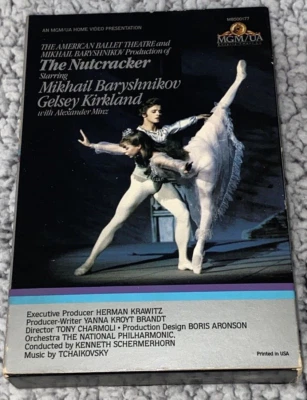 AN MGM/UA HOME VIDEO PRESENTATION
MGM/UA
HOME VIDEO
THE AMERICAN BALLET THEATRE and
MIKHAIL BARYSHNIKOV Production of
The Nutcracker
Starring
Mikhail Baryshnikov
Gelsey Kirkland
with Alexander Minz
Executive Producer HERMAN KRAWITZ
Producer-Writer YANNA KROYT BRANDT
Director TONY CHARMOLI • Production Design BORIS ARONSON
Orchestra THE NATIONAL PHILHARMONIC,
Conducted by KENNETH SCHERMERHORN
Music by TCHAIKOVSKY
Printed in USA